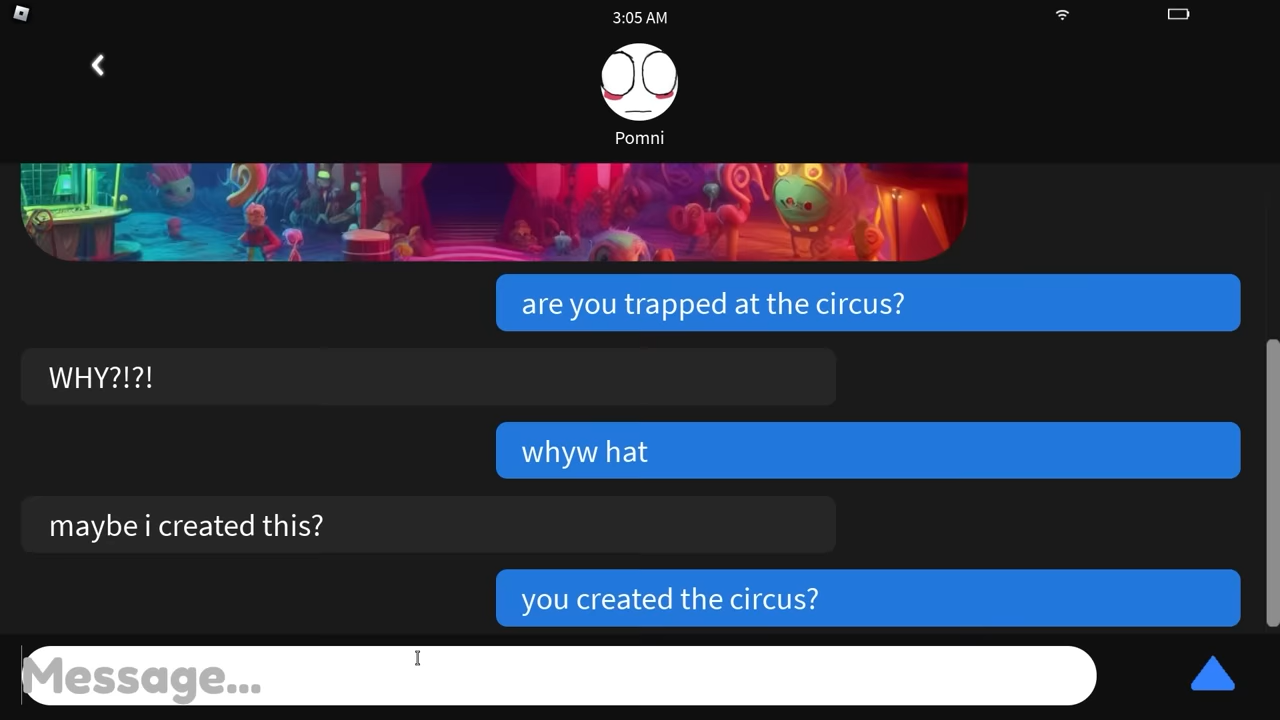 3:05 AM
Pomni
are you trapped at the circus?
WHY?!?!
whyw hat
maybe i created this?
you created the circus?
Message...